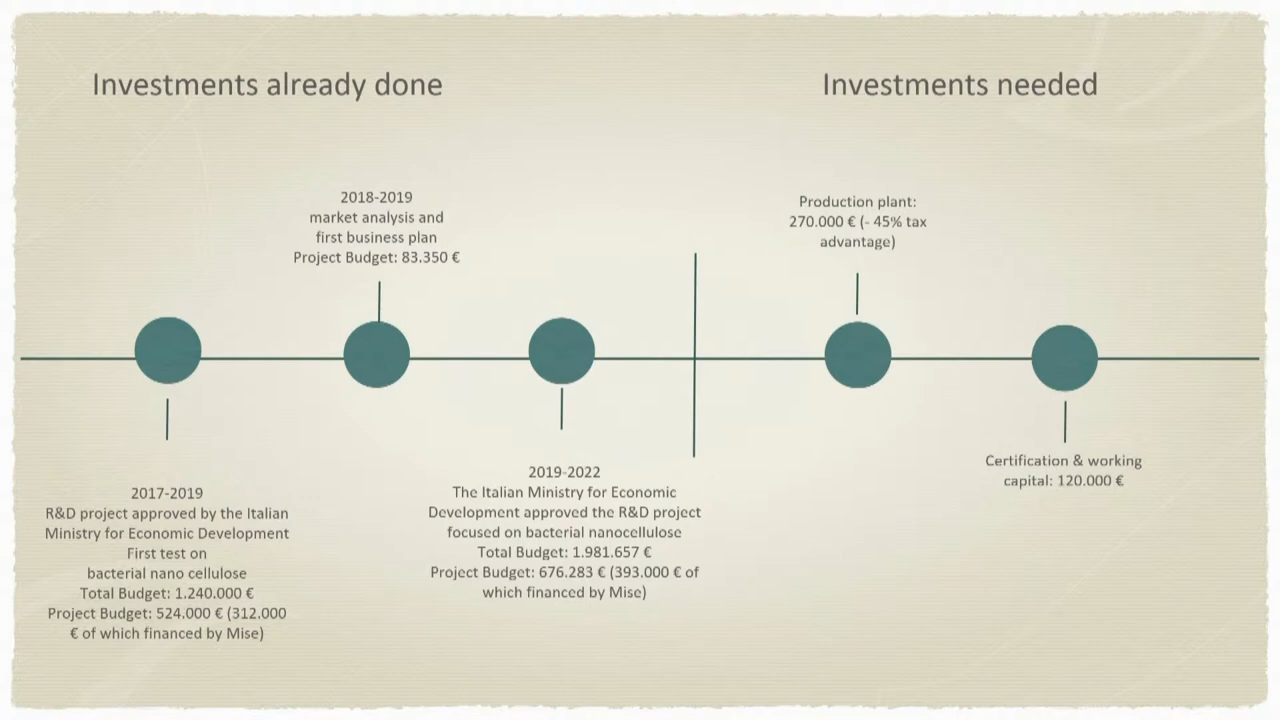 Investments already done
Investments needed
2018-2019
market analysis and
first business plan
Project Budget: 83.350 €
Production plant:
270.000 € (- 45% tax
advantage)
2017-2019
R&D project approved by the Italian
Ministry for Economic Development
First test on
bacterial nano cellulose
Total Budget: 1.240.000 €
Project Budget: 524.000 € (312.000
€ of which financed by Mise)
2019-2022
The Italian Ministry for Economic
Development approved the R&D project
focused on bacterial nanocellulose
Total Budget: 1.981.657 €
Project Budget: 676.283 € (393.000 € of
which financed by Mise)
Certification & working
capital: 120.000 €